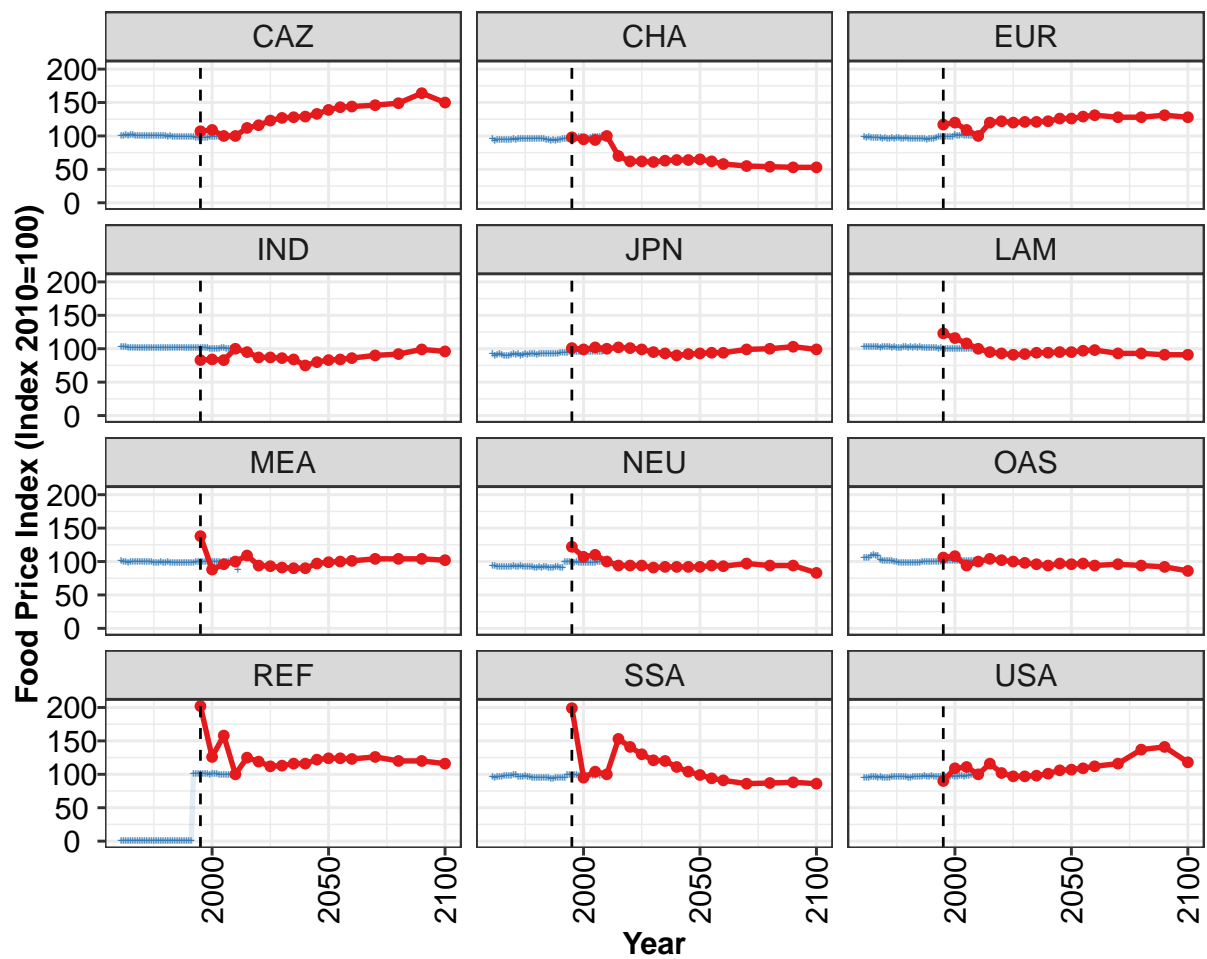 CAZ CHA EUR
200
150
100
50
0
IND JPN LAM
200
150
100
50
0
MEA NEU OAS
200
150
100
50
0
REF SSA USA
200
150
100
50
0
2000 2050 2100 2000 2050 2100 2000 2050 2100
Year
Food Price Index (Index 2010=100)